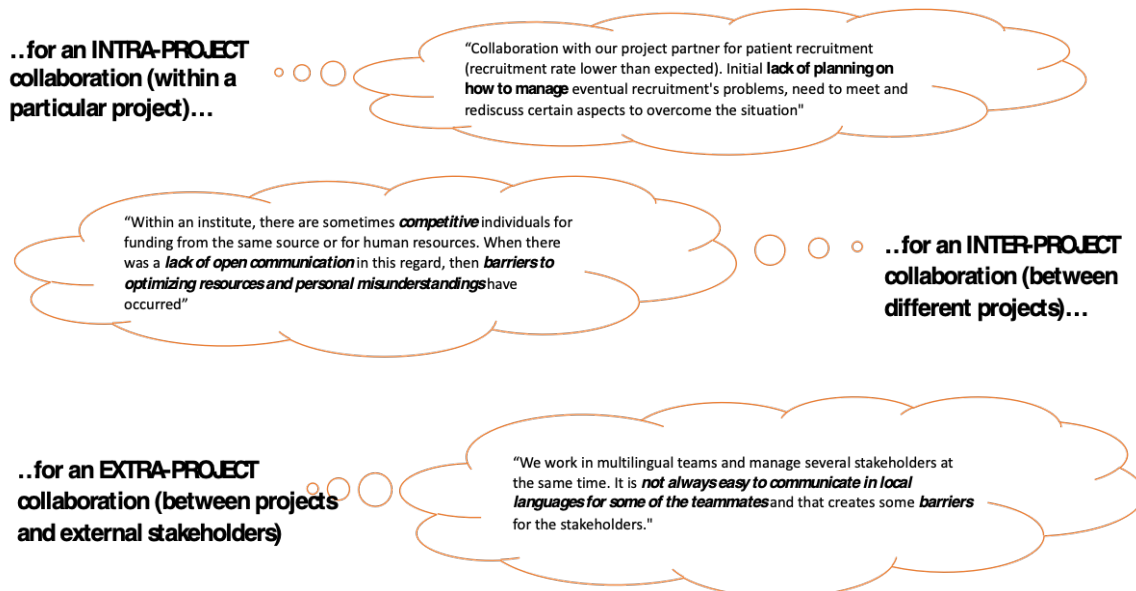 ..for an INTRA-PROJECT
collaboration (within a
particular project)...
“Collaboration with our project partner for patient recruitment
(recruitment rate lower than expected). Initial lack of planning on
how to manage eventual recruitment's problems, need to meet and
rediscuss certain aspects to overcome the situation"
“Within an institute, there are sometimes competitive individuals for
funding from the same source or for human resources. When there
was a lack of open communication in this regard, then barriers to
optimizing resources and personal misunderstandings have
occurred”
..for an INTER-PROJECT
collaboration (between
different projects)...
..for an EXTRA-PROJECT
collaboration (between projects
and external stakeholders)
“We work in multilingual teams and manage several stakeholders at
the same time. It is not always easy to communicate in local
languages for some of the teammates and that creates some barriers
for the stakeholders."